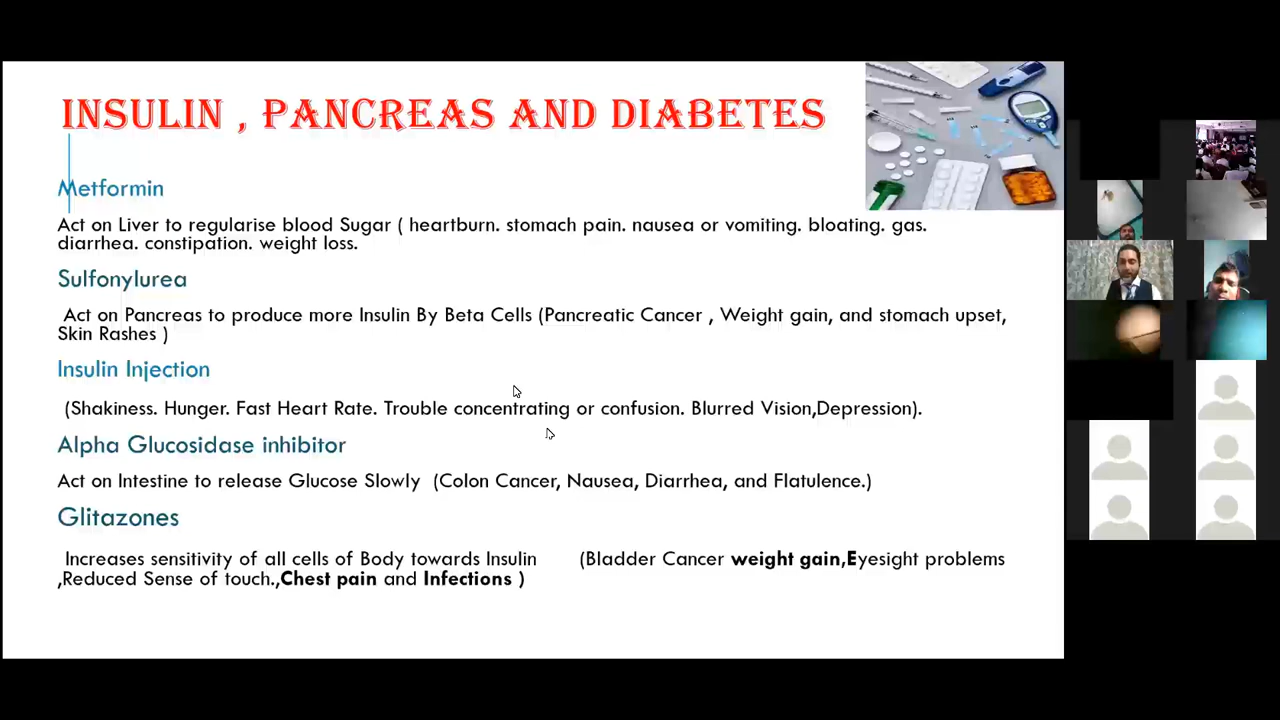 INSULIN , PANCREAS AND DIABETES
Metformin
Act on Liver to regularise blood Sugar ( heartburn. stomach pain. nausea or vomiting. bloating. gas.
diarrhea. constipation. weight loss.
Sulfonylurea
Act on Pancreas to produce more Insulin By Beta Cells (Pancreatic Cancer , Weight gain, and stomach upset,
Skin Rashes )
Insulin Injection
(Shakiness. Hunger. Fast Heart Rate. Trouble concentrating or confusion. Blurred Vision,Depression).
Alpha Glucosidase inhibitor
Act on Intestine to release Glucose Slowly (Colon Cancer, Nausea, Diarrhea, and Flatulence.)
Glitazones
Increases sensitivity of all cells of Body towards Insulin (Bladder Cancer weight gain,Eyesight problems
,Reduced Sense of touch.,Chest pain and Infections )